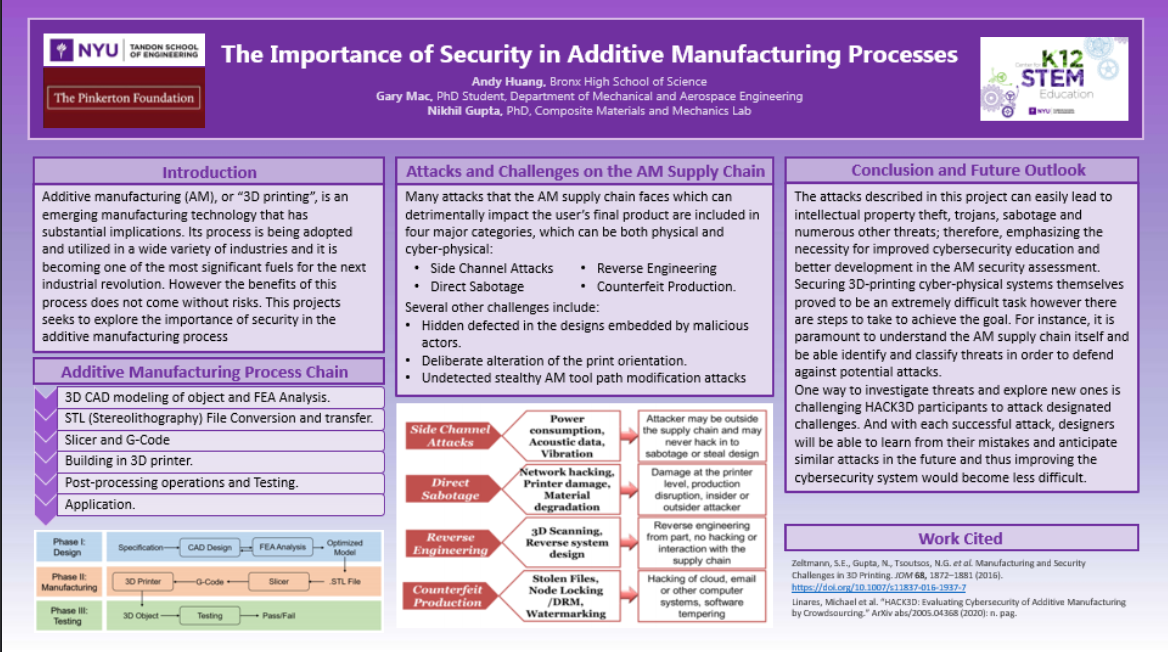 NYU TANDON SCHOOL
OF ENGINEERING
The Pinkerton Foundation
The Importance of Security in Additive Manufacturing Processes
Andy Huang, Bronx High School of Science
Gary Mac, PhD Student, Department of Mechanical and Aerospace Engineering
Nikhil Gupta, PhD, Composite Materials and Mechanics Lab
Center for
K12
STEM
Education
NYU
Introduction
Additive manufacturing (AM), or “3D printing”, is an
emerging manufacturing technology that has
substantial implications. Its process is being adopted
and utilized in a wide variety of industries and it is
becoming one of the most significant fuels for the next
industrial revolution. However the benefits of this
process does not come without risks. This projects
seeks to explore the importance of security in the
additive manufacturing process
Additive Manufacturing Process Chain
3D CAD modeling of object and FEA Analysis.
STL (Stereolithography) File Conversion and transfer.
Slicer and G-Code
Building in 3D printer.
Post-processing operations and Testing.
Application.
Phase I:
Design
Specification
CAD Design
FEA Analysis
Optimized
Model
Phase II:
Manufacturing
3D Printer
G-Code
Slicer
.STL File
Phase III:
Testing
3D Object
Testing
Pass/Fail
Attacks and Challenges on the AM Supply Chain
Many attacks that the AM supply chain faces which can
detrimentally impact the user’s final product are included in
four major categories, which can be both physical and
cyber-physical:
• Side Channel Attacks • Reverse Engineering
• Direct Sabotage • Counterfeit Production.
Several other challenges include:
• Hidden defected in the designs embedded by malicious
actors.
• Deliberate alteration of the print orientation.
• Undetected stealthy AM tool path modification attacks
Side Channel
Attacks
Power
consumption,
Acoustic data,
Vibration
Attacker may be outside
the supply chain and may
never hack in to
sabotage or steal design
Direct
Sabotage
Network hacking,
Printer damage,
Material
degradation
Damage at the printer
level, production
disruption, insider or
outsider attacker
Reverse
Engineering
3D Scanning,
Reverse system
design
Reverse engineering
from part, no hacking or
interaction with the
supply chain
Counterfeit
Production
Stolen Files,
Node Locking
/DRM,
Watermarking
Hacking of cloud, email
or other computer
systems, software
tempering
Conclusion and Future Outlook
The attacks described in this project can easily lead to
intellectual property theft, trojans, sabotage and
numerous other threats; therefore, emphasizing the
necessity for improved cybersecurity education and
better development in the AM security assessment.
Securing 3D-printing cyber-physical systems themselves
proved to be an extremely difficult task however there
are steps to take to achieve the goal. For instance, it is
paramount to understand the AM supply chain itself and
be able identify and classify threats in order to defend
against potential attacks.
One way to investigate threats and explore new ones is
challenging HACK3D participants to attack designated
challenges. And with each successful attack, designers
will be able to learn from their mistakes and anticipate
similar attacks in the future and thus improving the
cybersecurity system would become less difficult.
Work Cited
Zeltmann, S.E., Gupta, N., Tsoutsos, N.G. et al. Manufacturing and Security
Challenges in 3D Printing. JOM 68, 1872–1881 (2016).
https://doi.org/10.1007/s11837-016-1937-7
Linares, Michael et al. “HACK3D: Evaluating Cybersecurity of Additive Manufacturing
by Crowdsourcing.” ArXiv abs/2005.04368 (2020): n. pag.